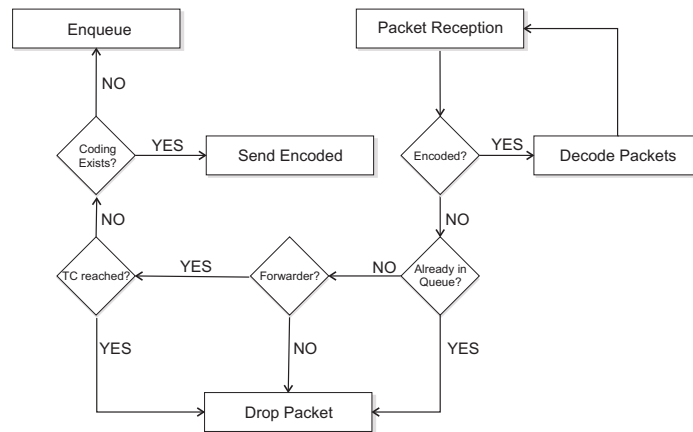 Enqueue
Packet Reception
NO
Coding
Exists?
YES
Send Encoded
Encoded?
YES
Decode Packets
NO
NO
TC reached?
YES
Forwarder?
NO
Already in
Queue?
YES
NO
YES
Drop Packet